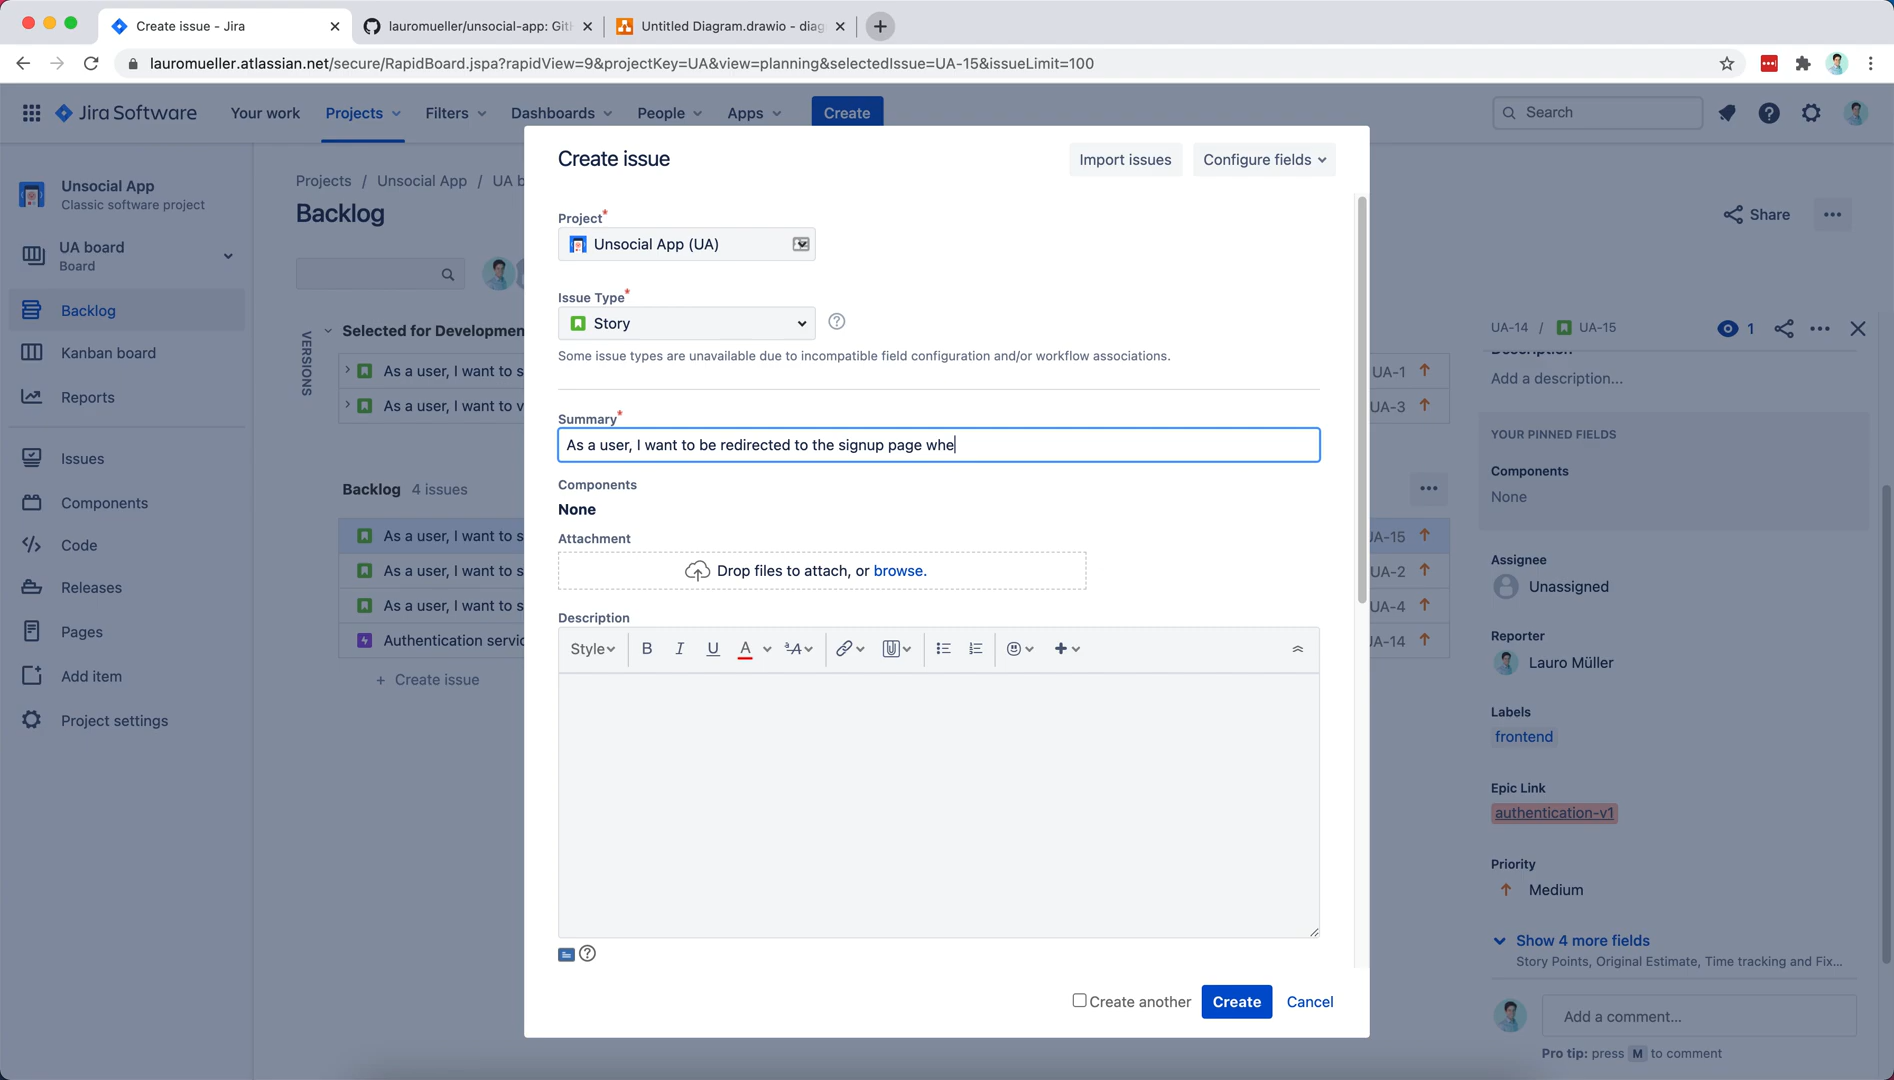 Create issue - Jira
lauromueller/unsocial-app: Git
Untitled Diagram.drawio - diag
lauromueller.atlassian.net/secure/RapidBoard.jspa?rapidView=9&projectKey=UA&view=planning&selectedIssue=UA-15&issueLimit=100
Jira Software
Your work
Projects
Filters
Dashboards
People
Apps
Create
Search
Unsocial App
Classic software project
UA board
Board
Backlog
Kanban board
Reports
Issues
Components
Code
Releases
Pages
Add item
Project settings
Projects / Unsocial App / UA b
Backlog
Share
VERSIONS
Selected for Developmen
As a user, I want to s
UA-1
As a user, I want to v
UA-3
Backlog 4 issues
As a user, I want to s
UA-15
As a user, I want to s
UA-2
As a user, I want to s
UA-4
Authentication servic
UA-14
+ Create issue
Create issue
Import issues
Configure fields
Project*
Unsocial App (UA)
Issue Type*
Story
Some issue types are unavailable due to incompatible field configuration and/or workflow associations.
Summary*
As a user, I want to be redirected to the signup page whe
Components
None
Attachment
Drop files to attach, or browse.
Description
Style
B I U A
Create another
Create
Cancel
UA-14 / UA-15
1
Description
Add a description...
YOUR PINNED FIELDS
Components
None
Assignee
Unassigned
Reporter
Lauro Müller
Labels
frontend
Epic Link
authentication-v1
Priority
Medium
Show 4 more fields
Story Points, Original Estimate, Time tracking and Fix...
Add a comment...
Pro tip: press M to comment